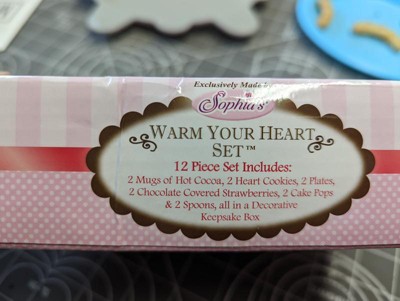 Exclusively Made by
Sophia's
WARM YOUR HEART
SET™
12 Piece Set Includes:
2 Mugs of Hot Cocoa, 2 Heart Cookies, 2 Plates,
2 Chocolate Covered Strawberries, 2 Cake Pops
& 2 Spoons, all in a Decorative
Keepsake Box